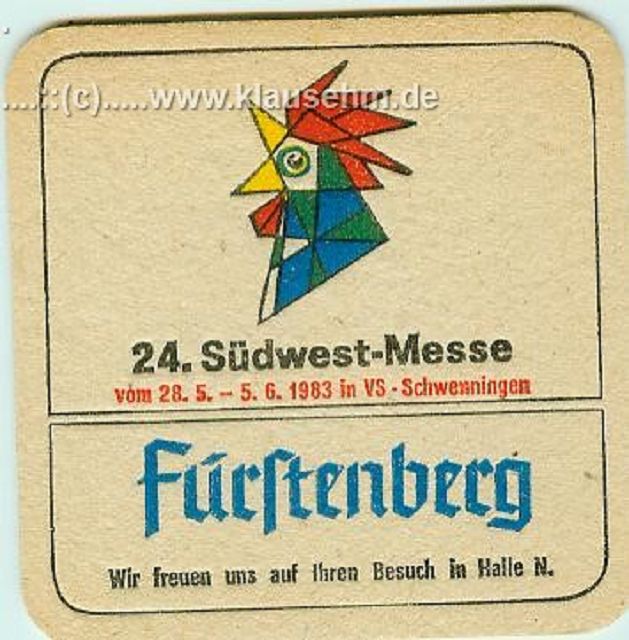 ....::(c).....www.klausehm.de
24. Südwest-Messe
vom 28. 5. – 5. 6. 1983 in VS - Schwenningen
Fürstenberg
Wir freuen uns auf Ihren Besuch in Halle N.